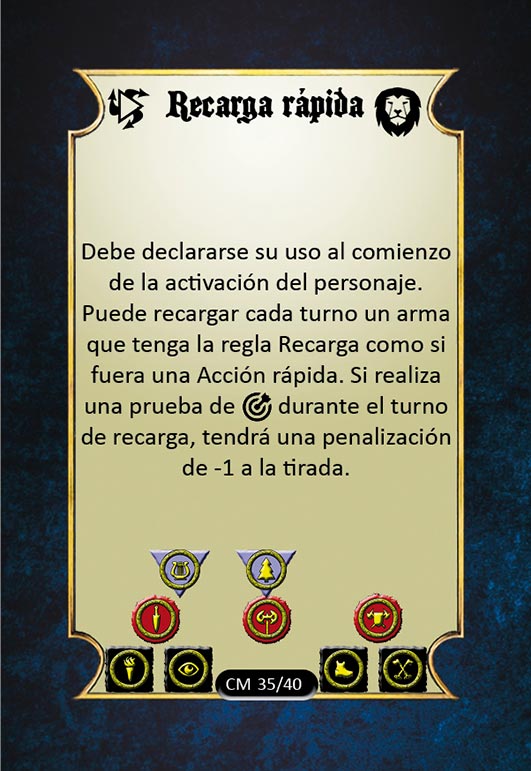 Recarga rápida
Debe declararse su uso al comienzo
de la activación del personaje.
Puede recargar cada turno un arma
que tenga la regla Recarga como si
fuera una Acción rápida. Si realiza
una prueba de durante el turno
de recarga, tendrá una penalización
de -1 a la tirada.
CM 35/40